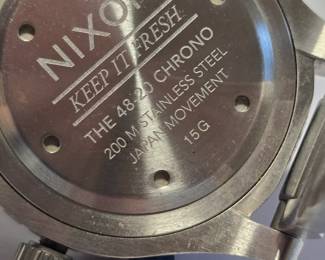 NIXON
KEEP IT FRESH.
THE 48-20 CHRONO
200 M STAINLESS STEEL
JAPAN MOVEMENT
15G